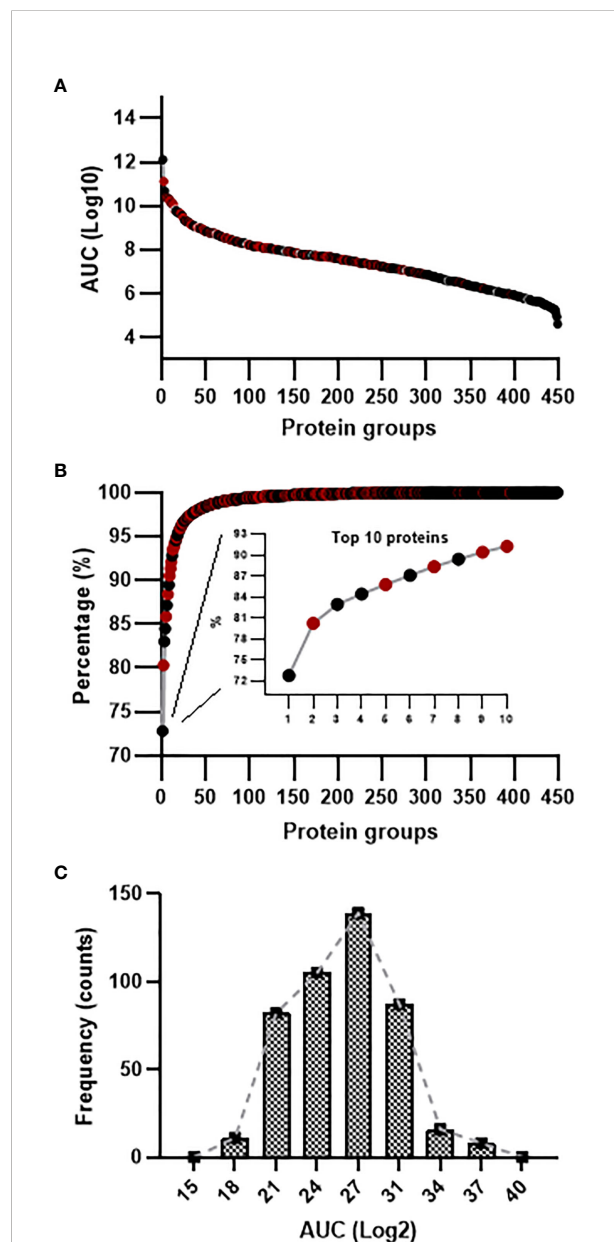 A
14
12
10
8
6
4
AUC (Log10)
0 50 100 150 200 250 300 350 400 450
Protein groups
B
100
95
90
85
80
75
70
Percentage (%)
Top 10 proteins
93
90
87
84
81
78
75
72
%
1 2 3 4 5 6 7 8 9 10
0 50 100 150 200 250 300 350 400 450
Protein groups
C
150
100
50
0
Frequency (counts)
15 18 21 24 27 31 34 37 40
AUC (Log2)